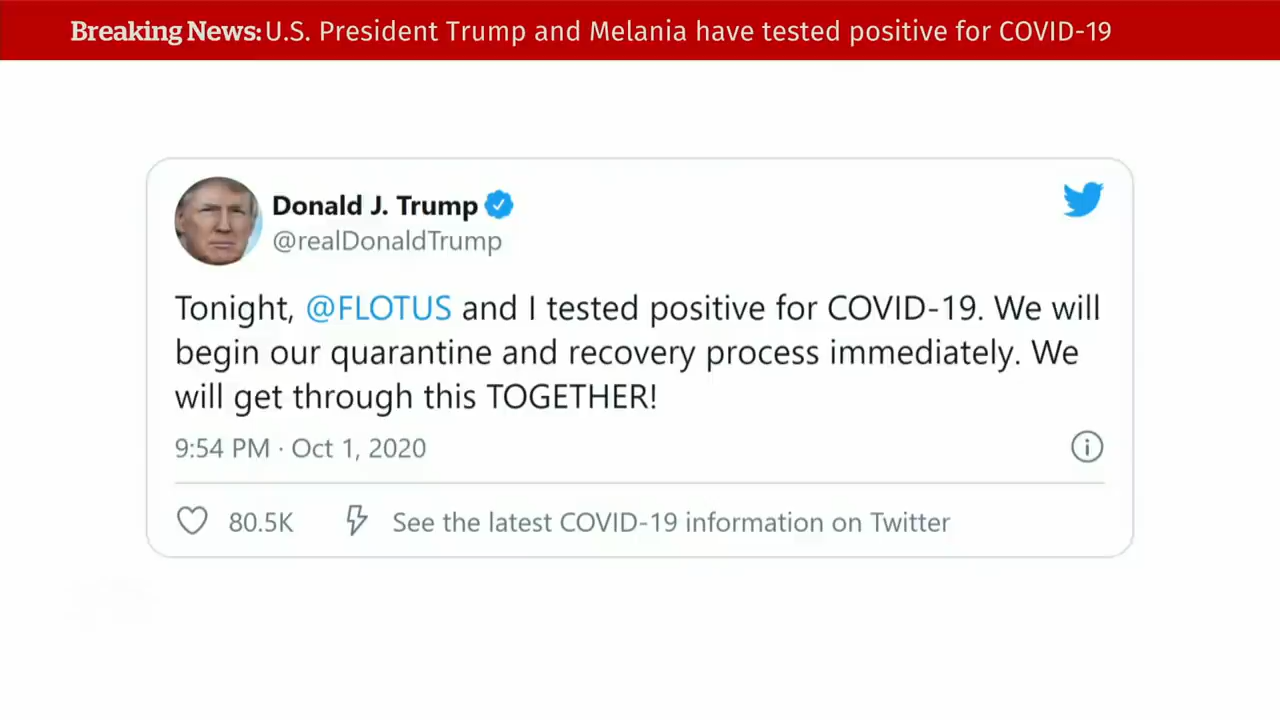 Breaking News: U.S. President Trump and Melania have tested positive for COVID-19
Donald J. Trump
@realDonaldTrump
Tonight, @FLOTUS and I tested positive for COVID-19. We will
begin our quarantine and recovery process immediately. We
will get through this TOGETHER!
9:54 PM · Oct 1, 2020
80.5K See the latest COVID-19 information on Twitter